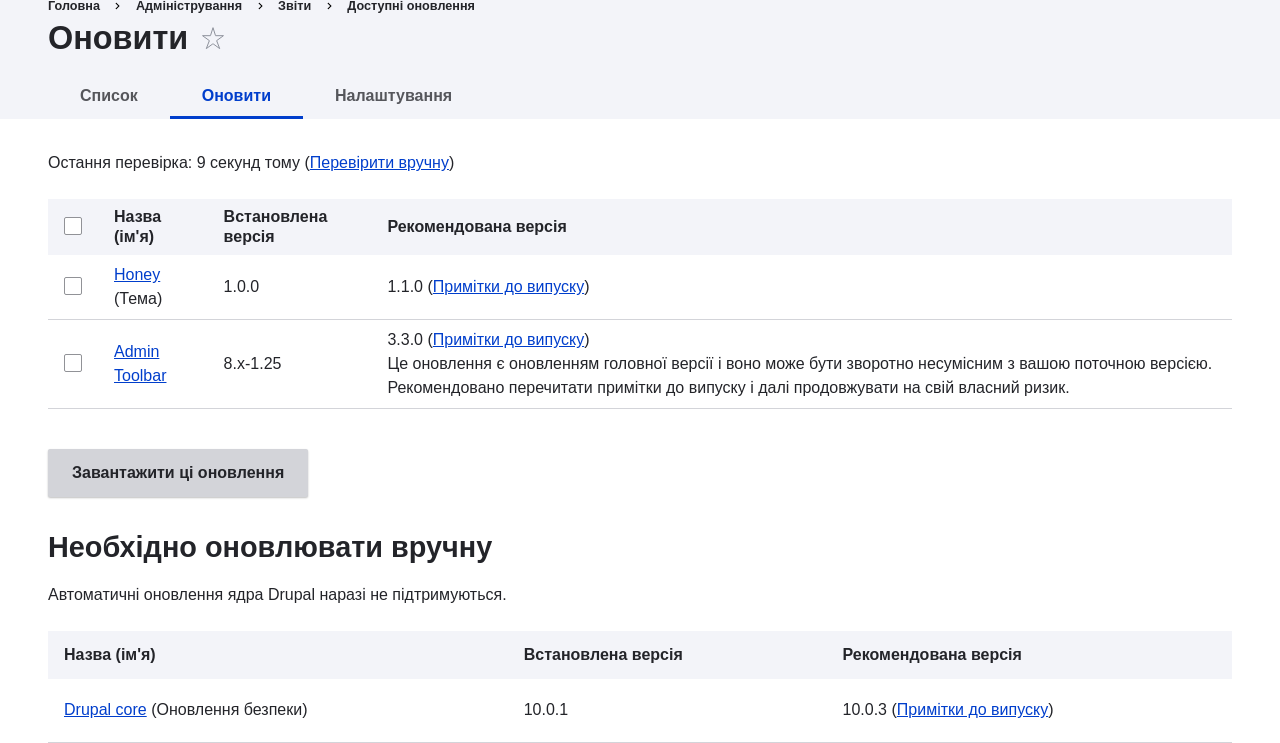 Головна > Адміністрування > Звіти > Доступні оновлення
Оновити ☆
Список Оновити Налаштування
Остання перевірка: 9 секунд тому (Перевірити вручну)
Назва (ім'я) Встановлена версія Рекомендована версія
Honey (Тема) 1.0.0 1.1.0 (Примітки до випуску)
Admin Toolbar 8.x-1.25 3.3.0 (Примітки до випуску)
Це оновлення є оновленням головної версії і воно може бути зворотно несумісним з вашою поточною версією.
Рекомендовано перечитати примітки до випуску і далі продовжувати на свій власний ризик.
Завантажити ці оновлення
Необхідно оновлювати вручну
Автоматичні оновлення ядра Drupal наразі не підтримуються.
Назва (ім'я) Встановлена версія Рекомендована версія
Drupal core (Оновлення безпеки) 10.0.1 10.0.3 (Примітки до випуску)